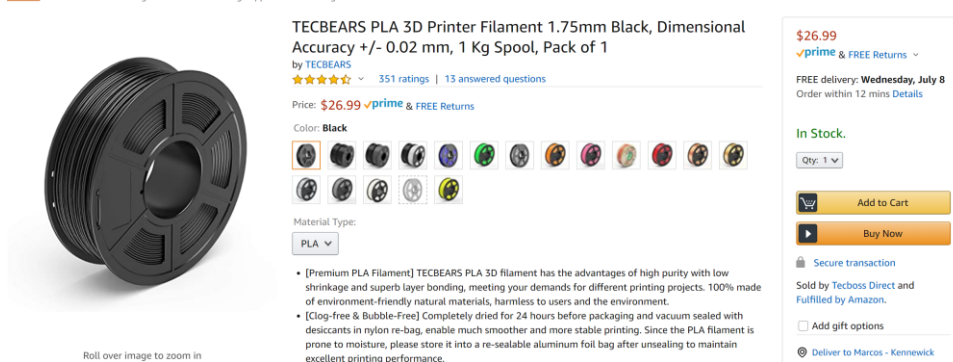 TECBEARS PLA 3D Printer Filament 1.75mm Black, Dimensional
Accuracy +/- 0.02 mm, 1 Kg Spool, Pack of 1
by TECBEARS
351 ratings | 13 answered questions
Price: $26.99 prime & FREE Returns
Color: Black
Material Type:
PLA
• [Premium PLA Filament] TECBEARS PLA 3D filament has the advantages of high purity with low
shrinkage and superb layer bonding, meeting your demands for different printing projects. 100% made
of environment-friendly natural materials, harmless to users and the environment.
• [Clog-free & Bubble-Free] Completely dried for 24 hours before packaging and vacuum sealed with
desiccants in nylon re-bag, enable much smoother and more stable printing. Since the PLA filament is
prone to moisture, please store it into a re-sealable aluminum foil bag after unsealing to maintain
excellent printing performance.
Roll over image to zoom in
$26.99
prime & FREE Returns
FREE delivery: Wednesday, July 8
Order within 12 mins Details
In Stock.
Qty: 1
Add to Cart
Buy Now
Secure transaction
Sold by Tecboss Direct and
Fulfilled by Amazon.
Add gift options
Deliver to Marcos - Kennewick